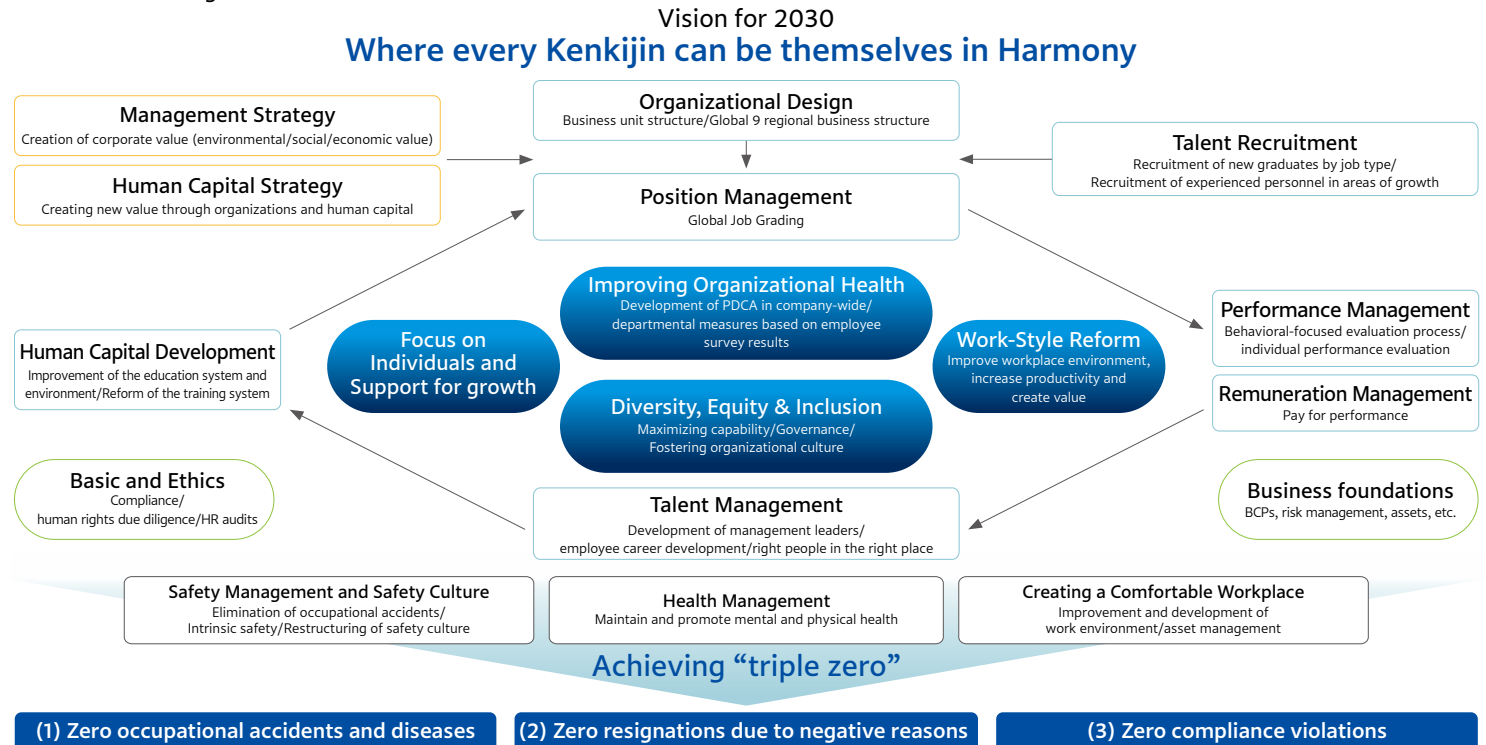 Vision for 2030
Where every Kenkijin can be themselves in Harmony
Management Strategy
Creation of corporate value (environmental/social/economic value)
Human Capital Strategy
Creating new value through organizations and human capital
Organizational Design
Business unit structure/Global 9 regional business structure
Talent Recruitment
Recruitment of new graduates by job type/
Recruitment of experienced personnel in areas of growth
Position Management
Global Job Grading
Improving Organizational Health
Development of PDCA in company-wide/
departmental measures based on employee
survey results
Focus on
Individuals and
Support for growth
Work-Style Reform
Improve workplace environment,
increase productivity and
create value
Diversity, Equity & Inclusion
Maximizing capability/Governance/
Fostering organizational culture
Human Capital Development
Improvement of the education system and
environment/Reform of the training system
Performance Management
Behavioral-focused evaluation process/
individual performance evaluation
Remuneration Management
Pay for performance
Basic and Ethics
Compliance/
human rights due diligence/HR audits
Talent Management
Development of management leaders/
employee career development/right people in the right place
Business foundations
BCPs, risk management, assets, etc.
Safety Management and Safety Culture
Elimination of occupational accidents/
Intrinsic safety/Restructuring of safety culture
Health Management
Maintain and promote mental and physical health
Creating a Comfortable Workplace
Improvement and development of
work environment/asset management
Achieving “triple zero”
(1) Zero occupational accidents and diseases
(2) Zero resignations due to negative reasons
(3) Zero compliance violations